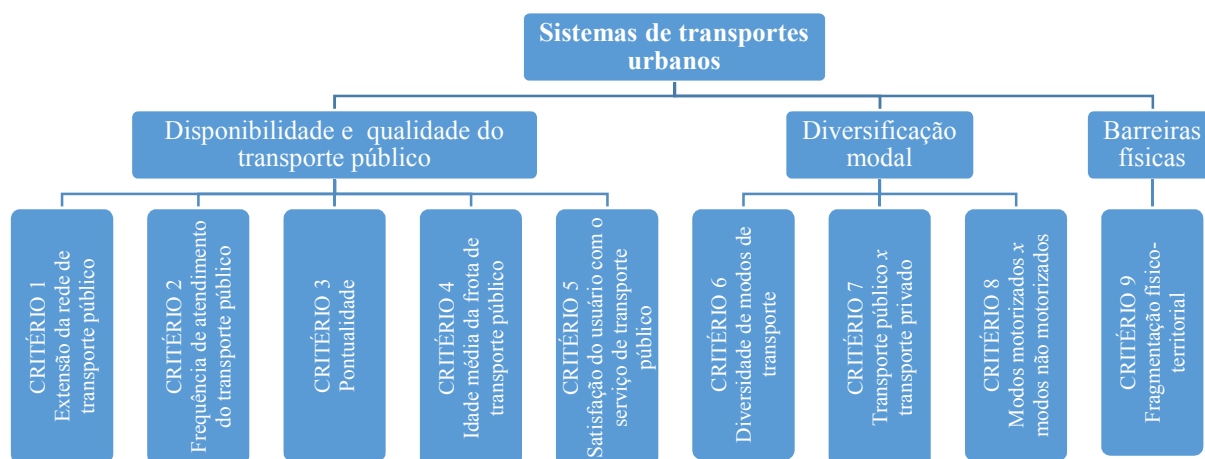 Sistemas de transportes
urbanos
Disponibilidade e qualidade do
transporte público
Diversificação
modal
Barreiras
físicas
CRITÉRIO 1
Extensão da rede de
transporte público
CRITÉRIO 2
Frequência de atendimento
do transporte público
CRITÉRIO 3
Pontualidade
CRITÉRIO 4
Idade média da frota de
transporte público
CRITÉRIO 5
Satisfação do usuário com o
serviço de transporte
público
CRITÉRIO 6
Diversidade de modos de
transporte
CRITÉRIO 7
Transporte público x
transporte privado
CRITÉRIO 8
Modos motorizados x
modos não motorizados
CRITÉRIO 9
Fragmentação físico-
territorial